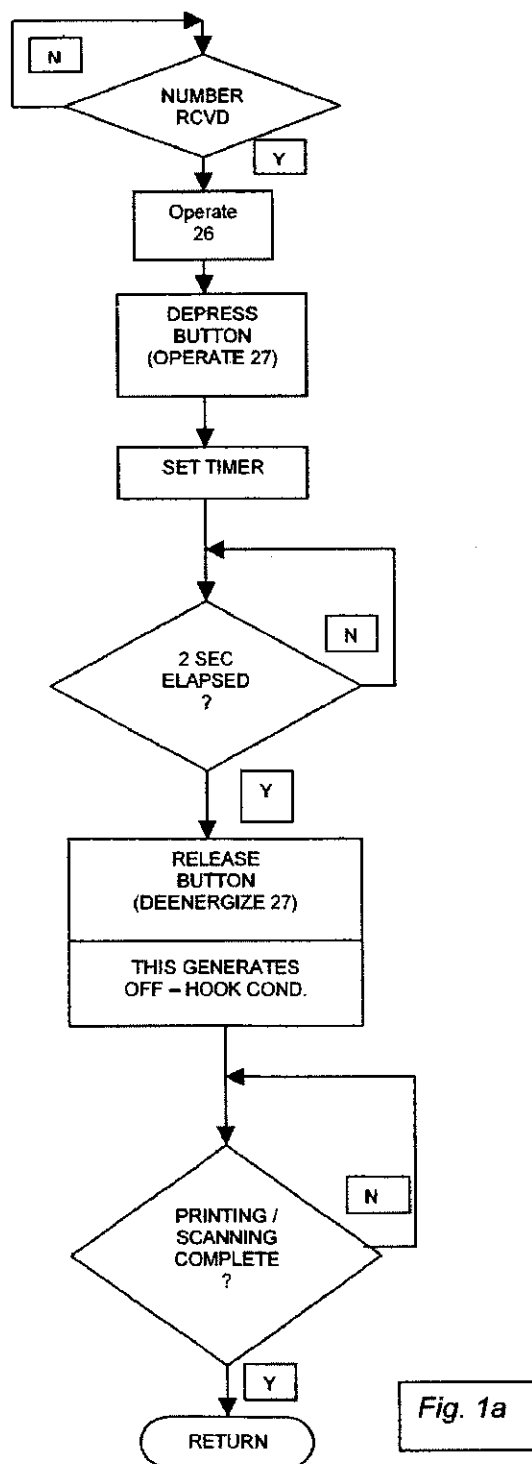 N
NUMBER
RCVD
Y
Operate
26
DEPRESS
BUTTON
(OPERATE 27)
SET TIMER
N
2 SEC
ELAPSED
?
Y
RELEASE
BUTTON
(DEENERGIZE 27)
THIS GENERATES
OFF – HOOK COND.
N
PRINTING /
SCANNING
COMPLETE
?
Y
RETURN
Fig. 1a